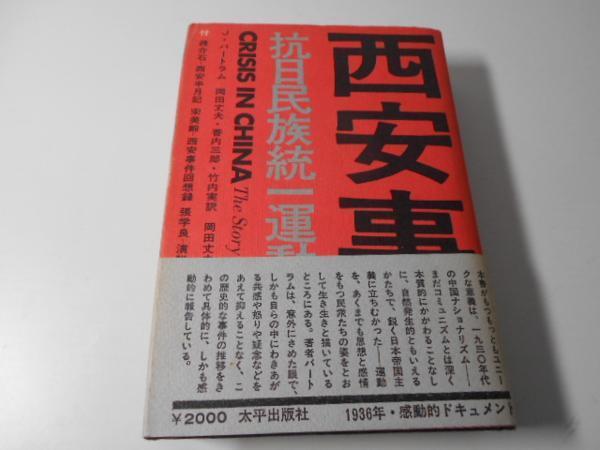 西安事
抗日民族統一運動
CRISIS IN CHINA The Story
J・バートラム 岡田丈夫・香内三郎・竹内実訳 岡田丈夫
付 蔣介石・西安半月記 宋美齢・西安事件回想録 張学良・演説
本書がもつもっともユニー
クな意義は、一九三〇年代
の中国ナショナリズム──
まだコミュニズムとは深く
本質的にかかわることなし
に、自然発生的ともいえる
かたちで、鋭く日本帝国主
義に立ちむかった──運動
を、あくまでも思想と感情
をもつ民衆たちの姿をとお
して生き生きと描いている
ところにある。著者バート
ラムは、意外にさめた眼で、
しかも自らの中にわきあが
る共感や怒りや疑念などを
あえて抑えることなく、こ
の歴史的な事件の推移をき
わめて具体的に、しかも感
動的に報告している。
¥2000 太平出版社 1936年・感動的ドキュメント